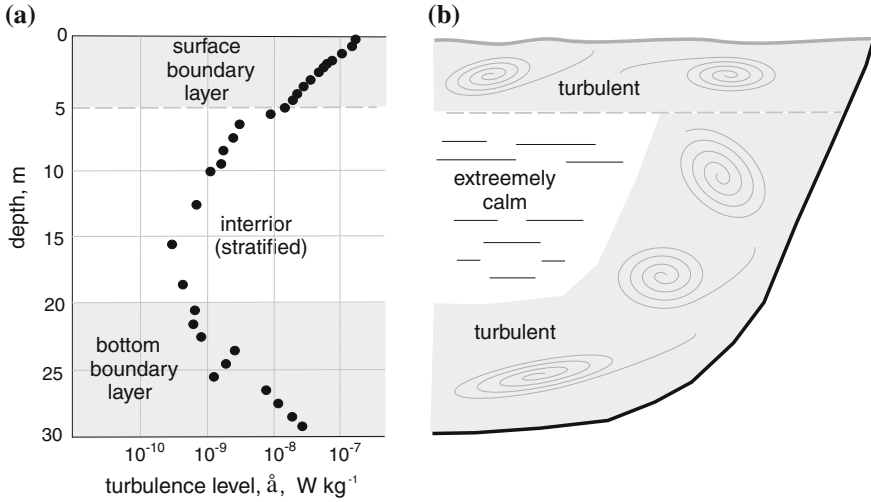 (a)
0
5
10
15
20
25
30
depth, m
surface
boundary
layer
interrior
(stratified)
bottom
boundary
layer
10⁻¹⁰
10⁻⁹
10⁻⁸
10⁻⁷
turbulence level, å, W kg⁻¹
(b)
turbulent
extreemely
calm
turbulent